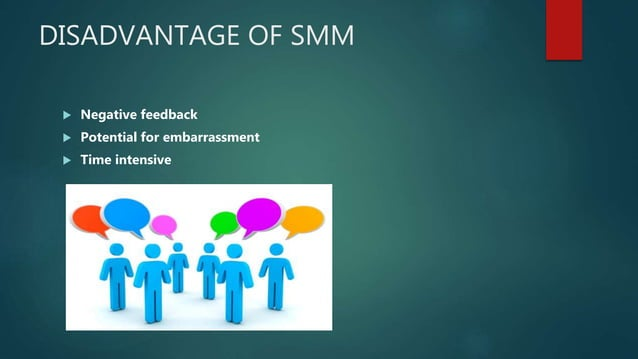 DISADVANTAGE OF SMM
Negative feedback
Potential for embarrassment
Time intensive